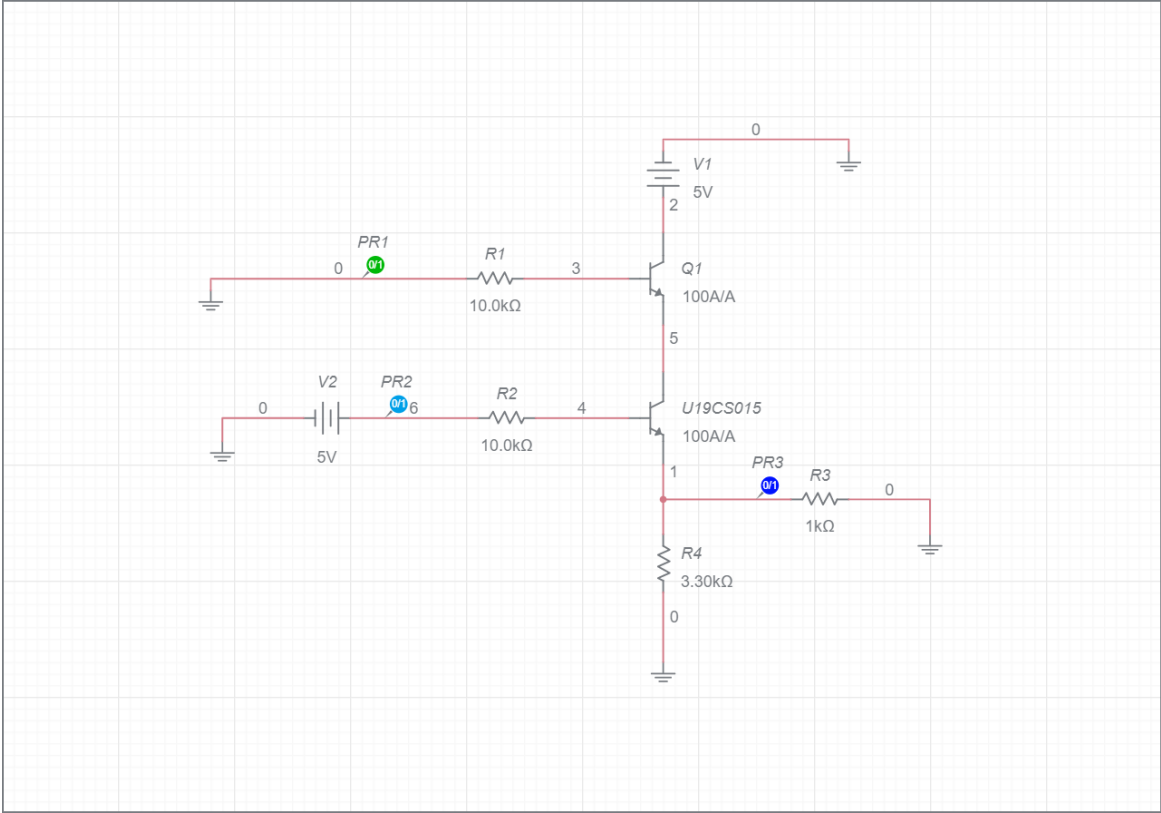 0
V1
5V
2
PR1
0/1
0
R1
3
10.0kΩ
Q1
100A/A
5
V2
PR2
0/1
0
6
R2
4
5V
10.0kΩ
U19CS015
100A/A
1
PR3
0/1
R3
0
1kΩ
R4
3.30kΩ
0